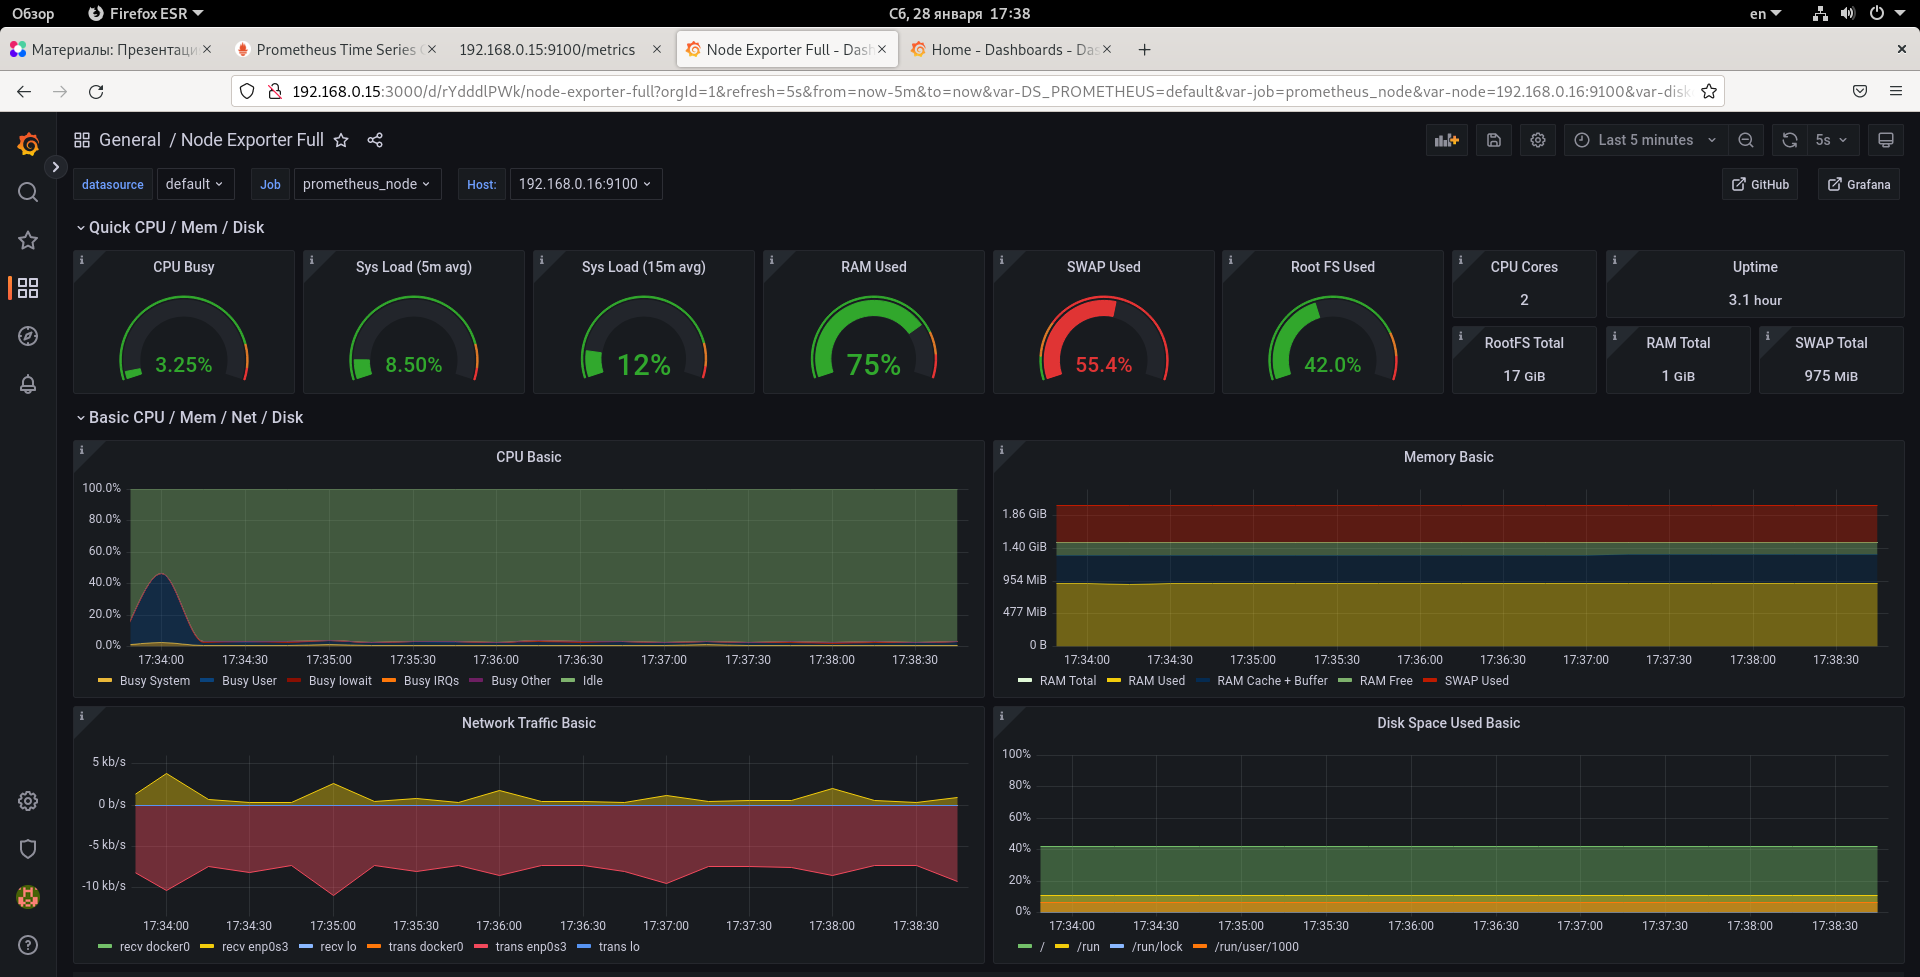 Обзор Firefox ESR Сб, 28 января 17:38 en
Материалы: Презентаци Prometheus Time Series 192.168.0.15:9100/metrics Node Exporter Full - Dash Home - Dashboards - Das
192.168.0.15:3000/d/rYdddlPWk/node-exporter-full?orgId=1&refresh=5s&from=now-5m&to=now&var-DS_PROMETHEUS=default&var-job=prometheus_node&var-node=192.168.0.16:9100&var-disk
General / Node Exporter Full Last 5 minutes 5s
datasource default Job prometheus_node Host: 192.168.0.16:9100 GitHub Grafana
Quick CPU / Mem / Disk
CPU Busy Sys Load (5m avg) Sys Load (15m avg) RAM Used SWAP Used Root FS Used CPU Cores Uptime
2 3.1 hour
RootFS Total RAM Total SWAP Total
3.25% 8.50% 12% 75% 55.4% 42.0% 17 GiB 1 GiB 975 MiB
Basic CPU / Mem / Net / Disk
CPU Basic
100.0%
80.0%
60.0%
40.0%
20.0%
0.0%
17:34:00 17:34:30 17:35:00 17:35:30 17:36:00 17:36:30 17:37:00 17:37:30 17:38:00 17:38:30
Busy System Busy User Busy Iowait Busy IRQs Busy Other Idle
Memory Basic
1.86 GiB
1.40 GiB
954 MiB
477 MiB
0 B
17:34:00 17:34:30 17:35:00 17:35:30 17:36:00 17:36:30 17:37:00 17:37:30 17:38:00 17:38:30
RAM Total RAM Used RAM Cache + Buffer RAM Free SWAP Used
Network Traffic Basic
5 kb/s
0 b/s
-5 kb/s
-10 kb/s
17:34:00 17:34:30 17:35:00 17:35:30 17:36:00 17:36:30 17:37:00 17:37:30 17:38:00 17:38:30
recv docker0 recv enp0s3 recv lo trans docker0 trans enp0s3 trans lo
Disk Space Used Basic
100%
80%
60%
40%
20%
0%
17:34:00 17:34:30 17:35:00 17:35:30 17:36:00 17:36:30 17:37:00 17:37:30 17:38:00 17:38:30
/ /run /run/lock /run/user/1000